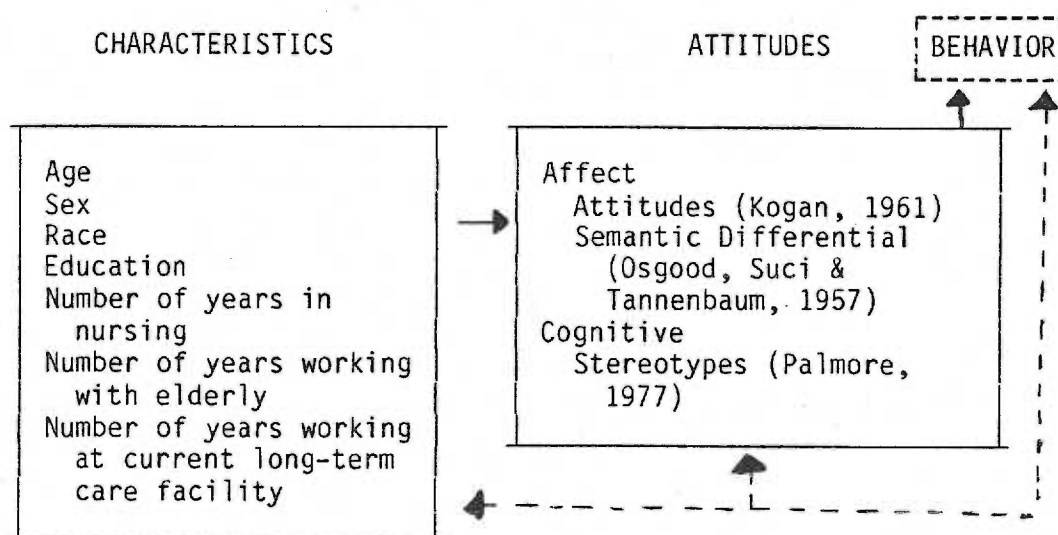 CHARACTERISTICS
ATTITUDES
BEHAVIOR
Age
Sex
Race
Education
Number of years in
nursing
Number of years working
with elderly
Number of years working
at current long-term
care facility
Affect
Attitudes (Kogan, 1961)
Semantic Differential
(Osgood, Suci &
Tannenbaum, 1957)
Cognitive
Stereotypes (Palmore,
1977)